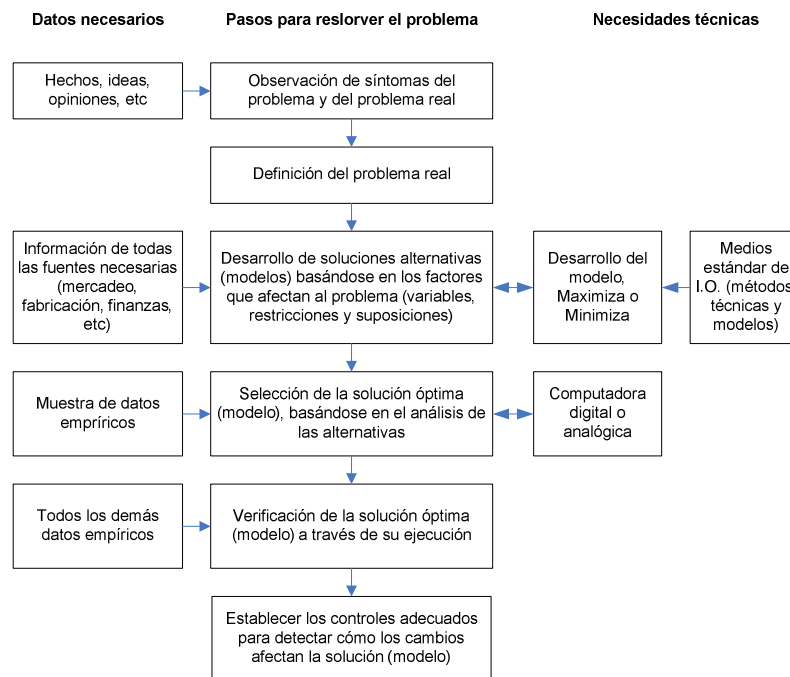 Datos necesarios
Pasos para reslorver el problema
Necesidades técnicas
Hechos, ideas,
opiniones, etc
Observación de síntomas del
problema y del problema real
Definición del problema real
Información de todas
las fuentes necesarias
(mercadeo,
fabricación, finanzas,
etc)
Desarrollo de soluciones alternativas
(modelos) basándose en los factores
que afectan al problema (variables,
restricciones y suposiciones)
Desarrollo del
modelo,
Maximiza o
Minimiza
Medios
estándar de
I.O. (métodos
técnicas y
modelos)
Muestra de datos
empríricos
Selección de la solución óptima
(modelo), basándose en el análisis de
las alternativas
Computadora
digital o
analógica
Todos los demás
datos empíricos
Verificación de la solución óptima
(modelo) a través de su ejecución
Establecer los controles adecuados
para detectar cómo los cambios
afectan la solución (modelo)